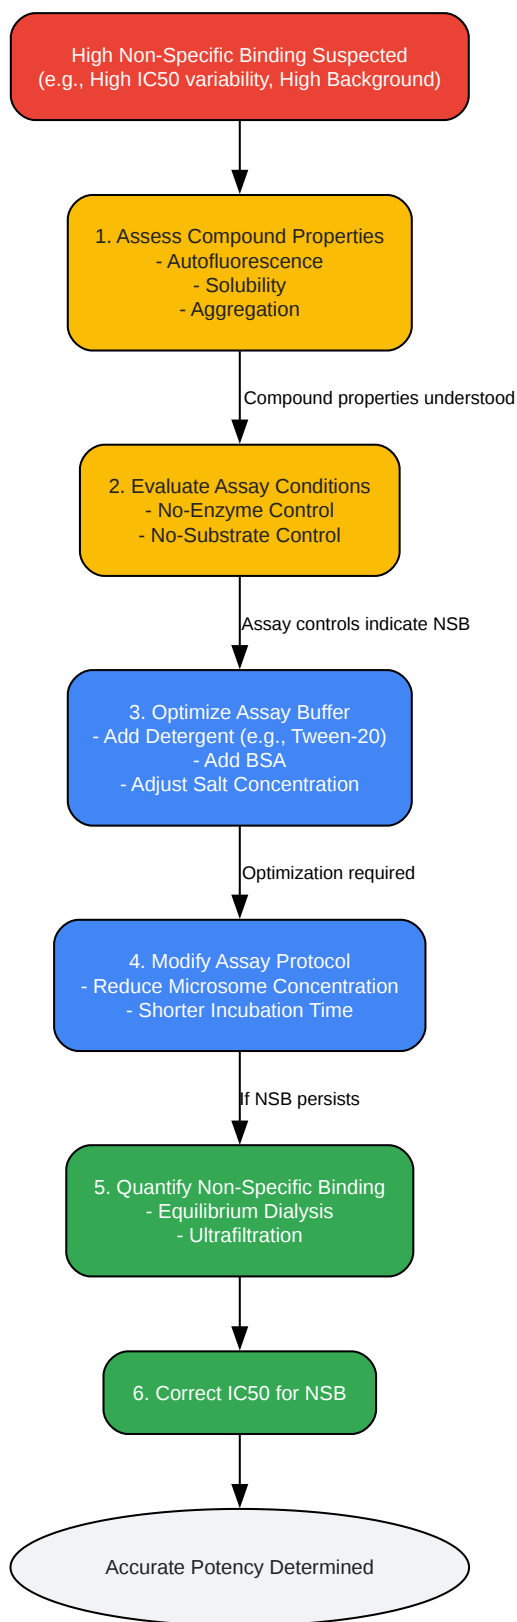 High Non-Specific Binding Suspected
(e.g., High IC50 variability, High Background)
1. Assess Compound Properties
- Autofluorescence
- Solubility
- Aggregation
Compound properties understood
2. Evaluate Assay Conditions
- No-Enzyme Control
- No-Substrate Control
Assay controls indicate NSB
3. Optimize Assay Buffer
- Add Detergent (e.g., Tween-20)
- Add BSA
- Adjust Salt Concentration
Optimization required
4. Modify Assay Protocol
- Reduce Microsome Concentration
- Shorter Incubation Time
If NSB persists
5. Quantify Non-Specific Binding
- Equilibrium Dialysis
- Ultrafiltration
6. Correct IC50 for NSB
Accurate Potency Determined